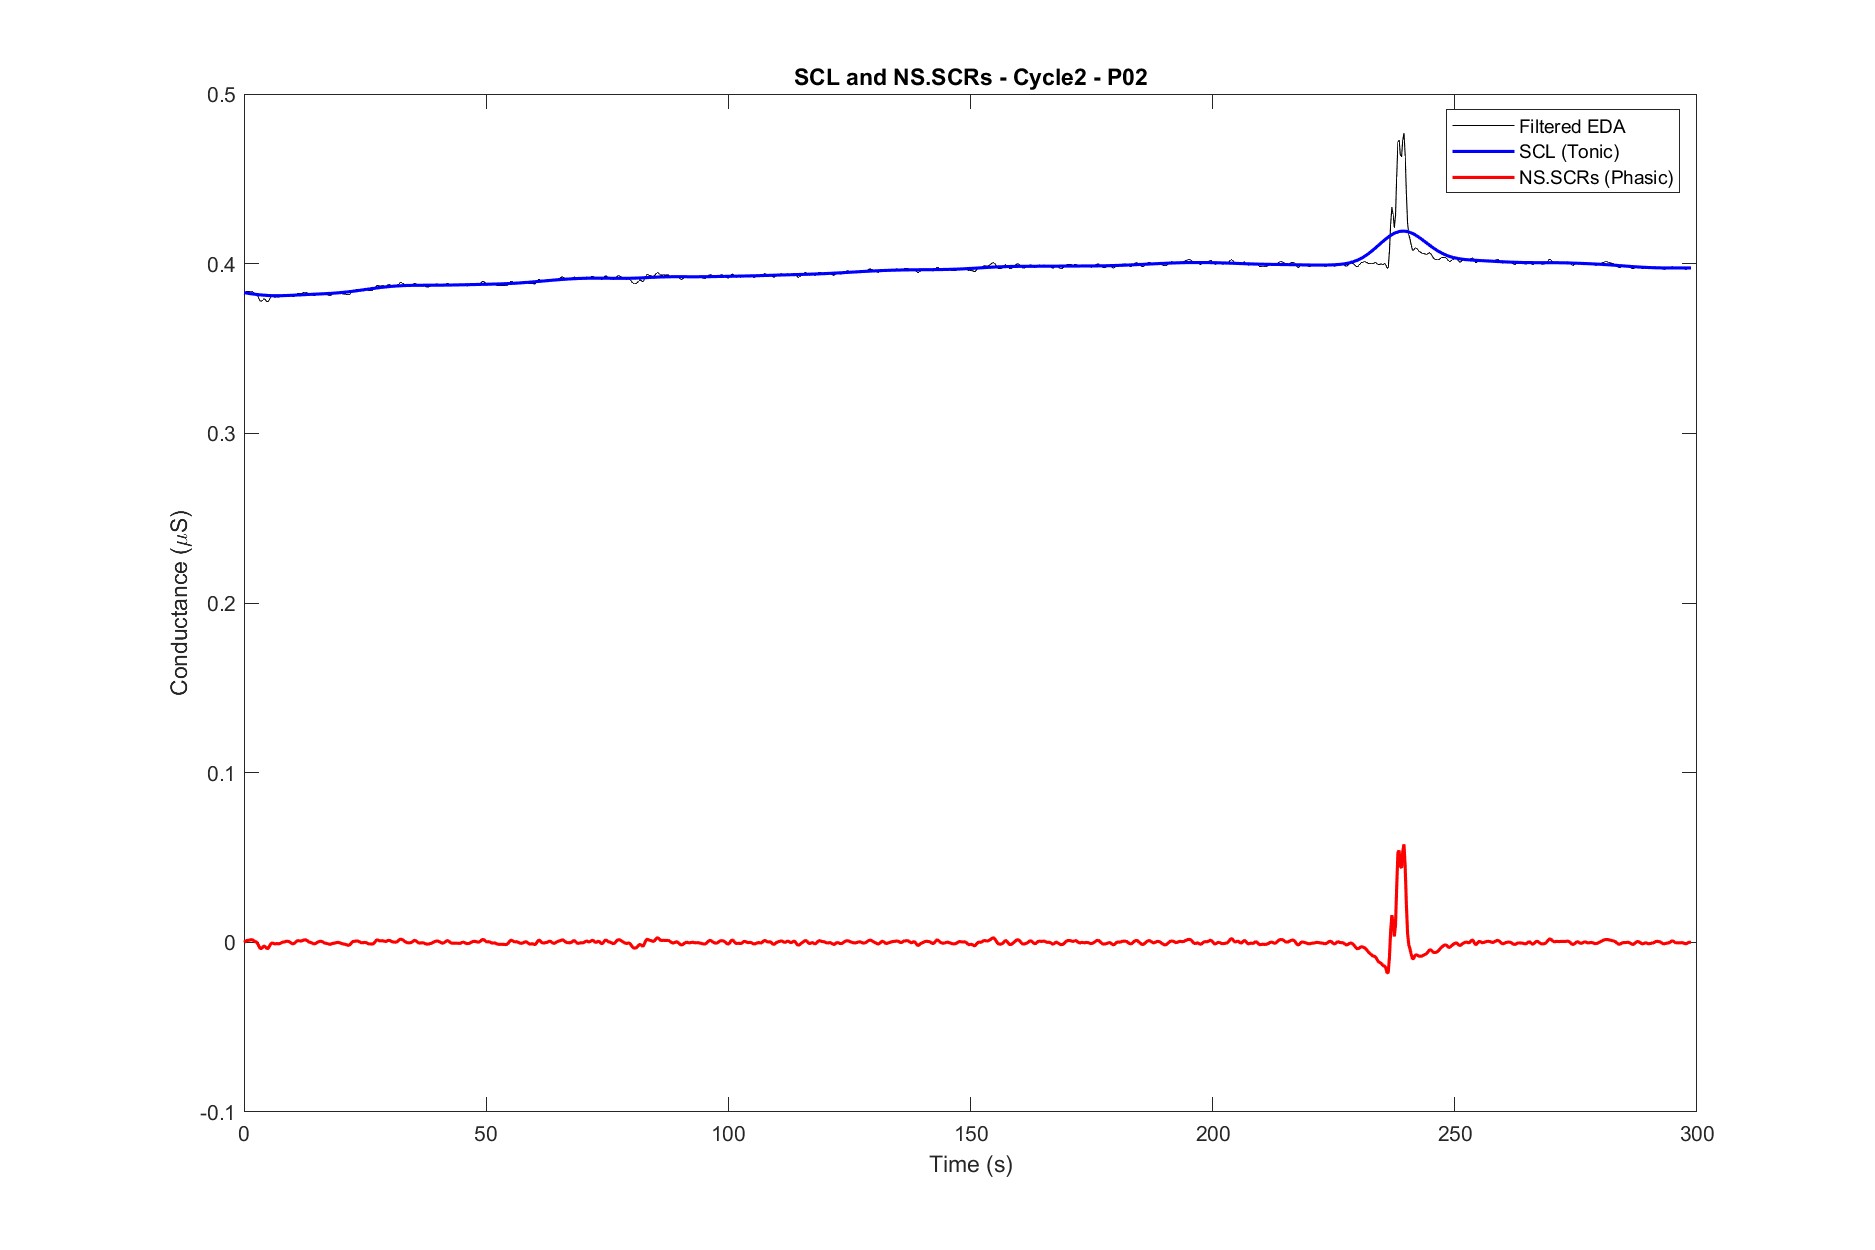 SCL and NS.SCRs - Cycle2 - P02
Filtered EDA
SCL (Tonic)
NS.SCRs (Phasic)
0.5
0.4
0.3
0.2
0.1
0
-0.1
Conductance (μS)
0 50 100 150 200 250 300
Time (s)